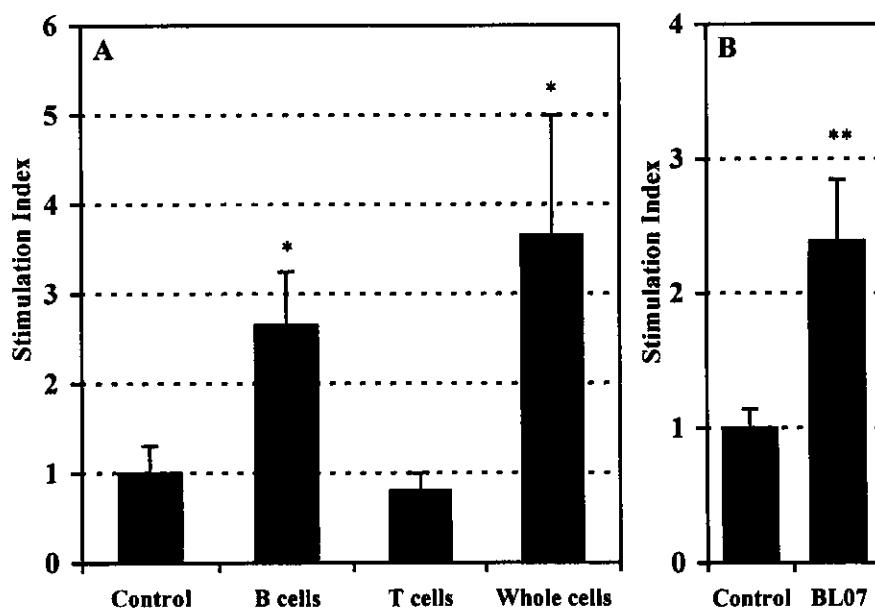 A
Stimulation Index
6
5
4
3
2
1
0
*
*
Control B cells T cells Whole cells
B
Stimulation Index
4
3
2
1
0
**
Control BL07